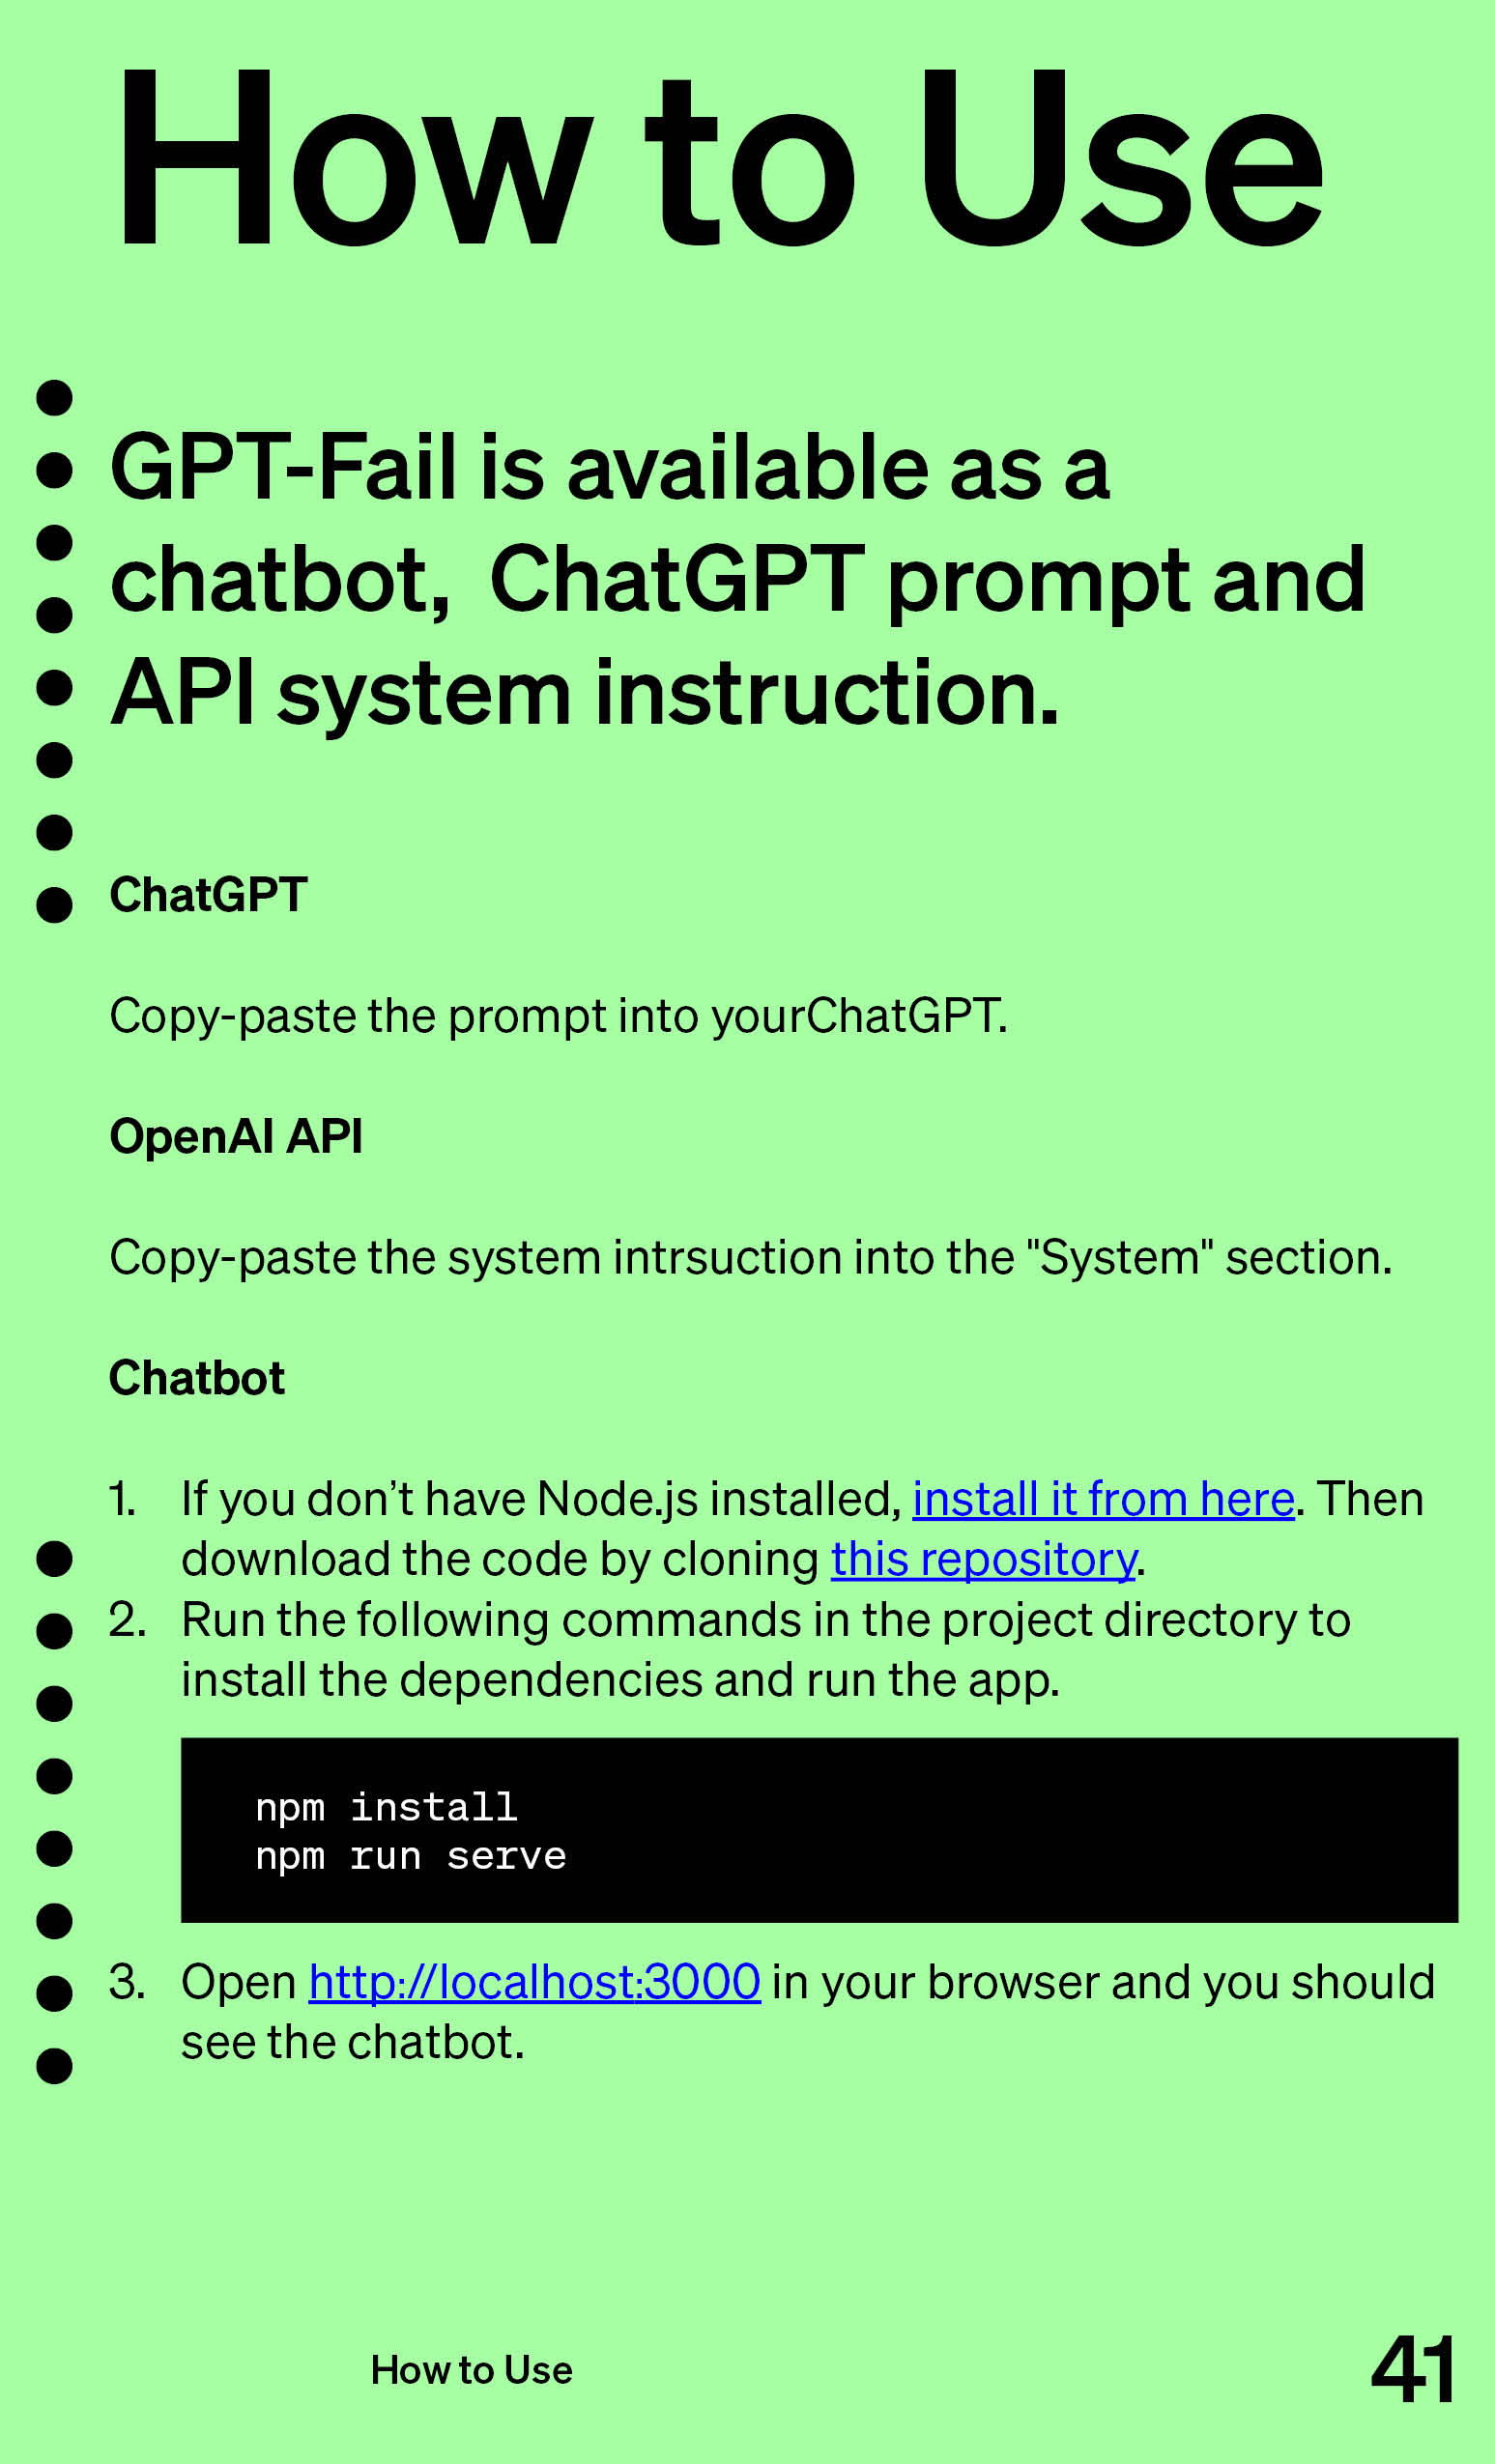 How to Use
GPT-Fail is available as a
chatbot,  ChatGPT prompt and
API system instruction.
ChatGPT
Copy-paste the prompt into yourChatGPT.
OpenAI API
Copy-paste the system intrsuction into the "System" section.
Chatbot
1. If you don’t have Node.js installed, install it from here. Then
download the code by cloning this repository.
2. Run the following commands in the project directory to
install the dependencies and run the app.
npm install
npm run serve
3. Open http://localhost:3000 in your browser and you should
see the chatbot.
How to Use
41